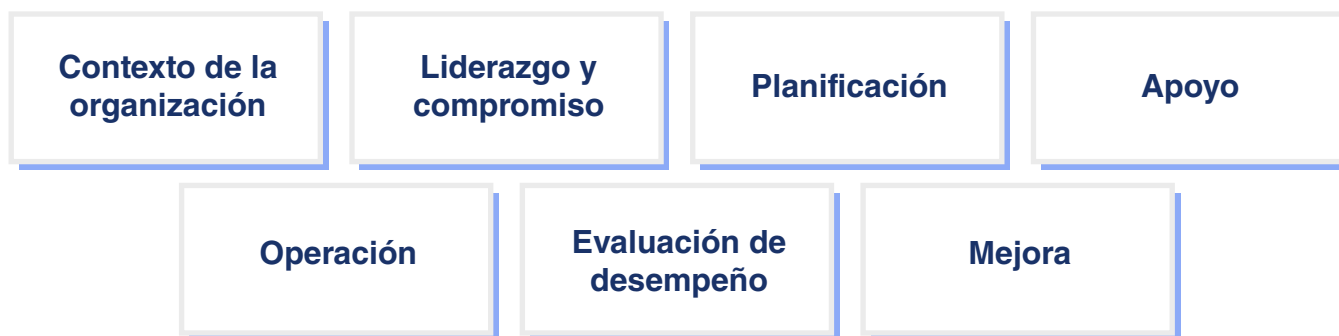 Contexto de la
organización
Liderazgo y
compromiso
Planificación
Apoyo
Operación
Evaluación de
desempeño
Mejora